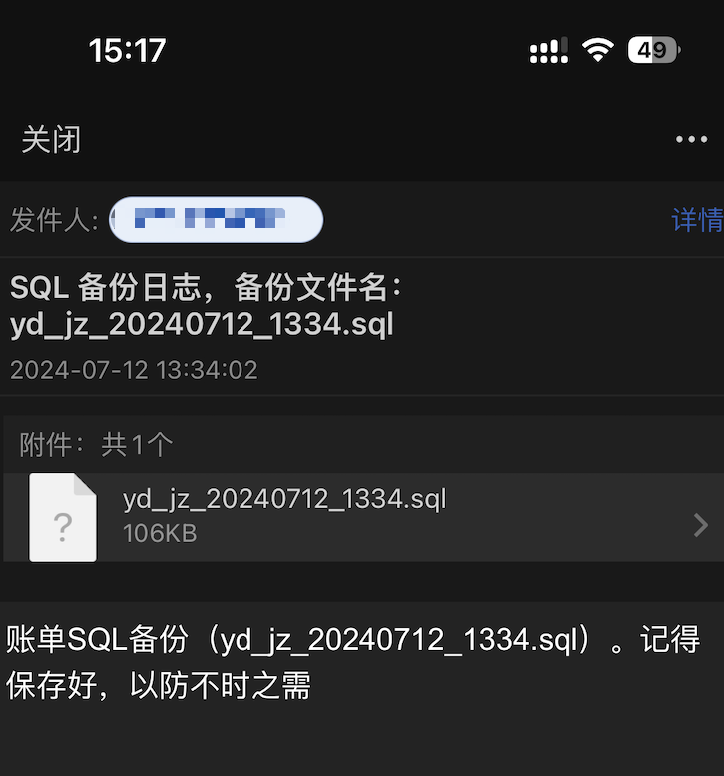 15:17
49
关闭
发件人:
详情
SQL 备份日志，备份文件名：
yd_jz_20240712_1334.sql
2024-07-12 13:34:02
附件：共1个
?
yd_jz_20240712_1334.sql
106KB
账单SQL备份（yd_jz_20240712_1334.sql）。记得
保存好，以防不时之需